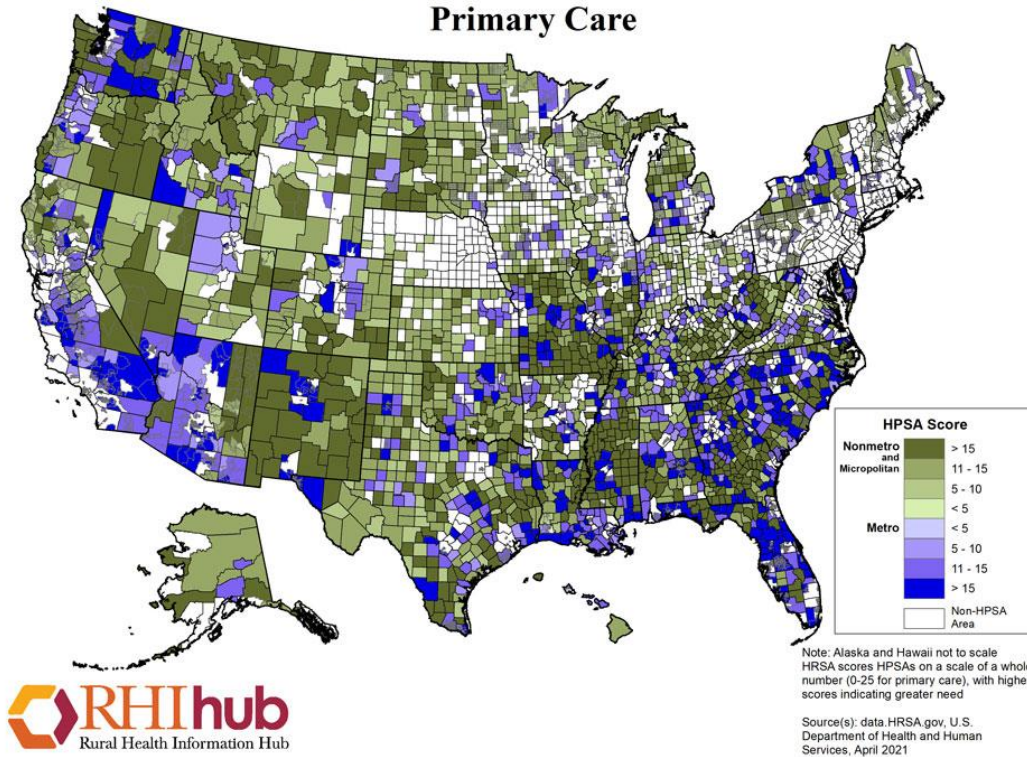 Primary Care
HPSA Score
Nonmetro
and
Micropolitan
> 15
11 - 15
5 - 10
< 5
Metro
< 5
5 - 10
11 - 15
> 15
Non-HPSA
Area
Note: Alaska and Hawaii not to scale
HRSA scores HPSAs on a scale of a whole
number (0-25 for primary care), with highe
scores indicating greater need
Source(s): data.HRSA.gov, U.S.
Department of Health and Human
Services, April 2021
RHIhub
Rural Health Information Hub